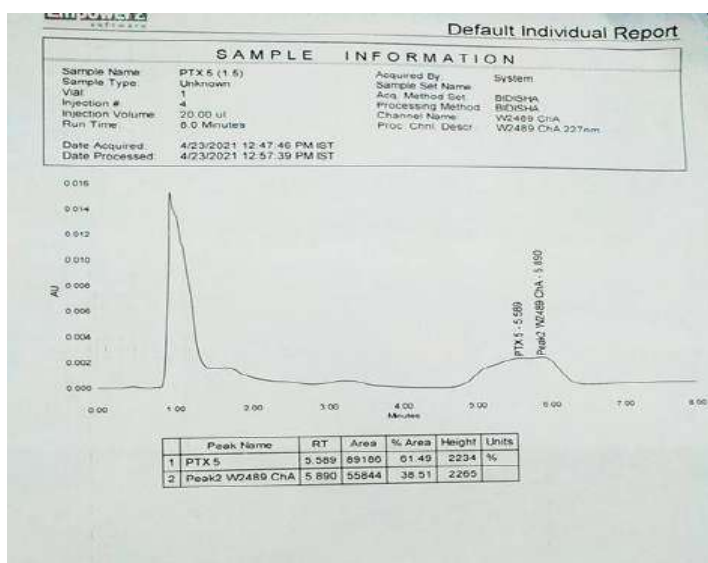 Empower 2
software
Default Individual Report
SAMPLE INFORMATION
Sample Name: PTX 5 (1.5)
Sample Type: Unknown
Vial: 1
Injection #: 4
Injection Volume: 20.00 ul
Run Time: 8.0 Minutes
Date Acquired: 4/23/2021 12:47:46 PM IST
Date Processed: 4/23/2021 12:57:39 PM IST
Acquired By: System
Sample Set Name
Acq. Method Set: BIDISHA
Processing Method: BIDISHA
Channel Name: W2489 ChA
Proc. Chnl. Descr.: W2489 ChA 227nm
AU
0.016
0.014
0.012
0.010
0.008
0.006
0.004
0.002
0.000
PTX 5 - 5.589
Peak2 W2489 ChA - 5.890
0.00 1.00 2.00 3.00 4.00 5.00 6.00 7.00 8.00
Minutes
Peak Name RT Area % Area Height Units
1 PTX 5 5.589 89186 61.49 2234 %
2 Peak2 W2489 ChA 5.890 55844 38.51 2265